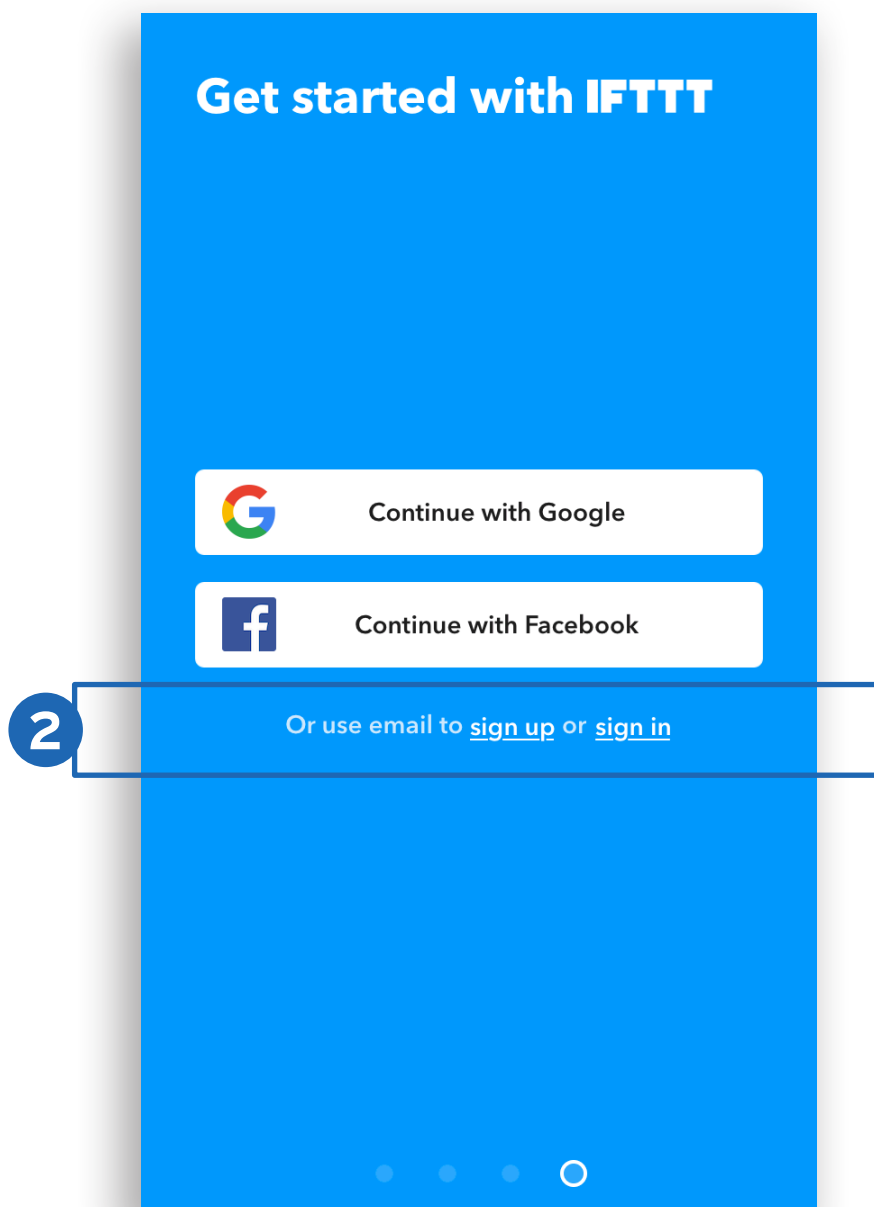 Get started with IFTTT
Continue with Google
Continue with Facebook
2
Or use email to sign up or sign in